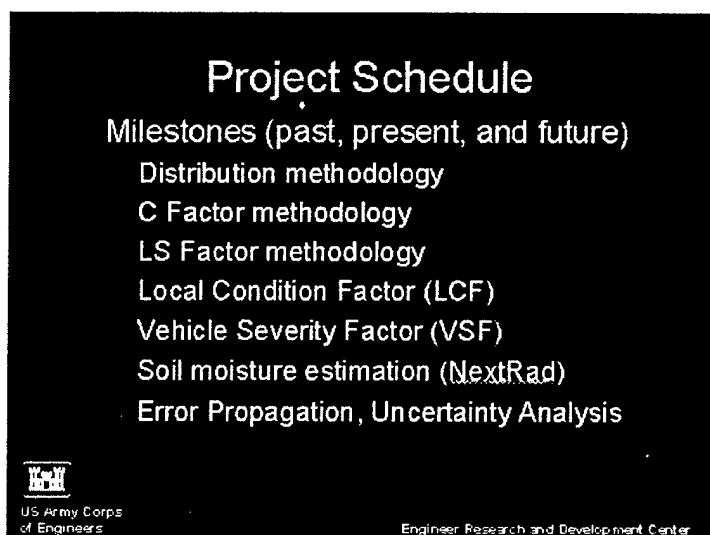 Project Schedule
Milestones (past, present, and future)
Distribution methodology
C Factor methodology
LS Factor methodology
Local Condition Factor (LCF)
Vehicle Severity Factor (VSF)
Soil moisture estimation (NextRad)
Error Propagation, Uncertainty Analysis
US Army Corps
of Engineers
Engineer Research and Development Center